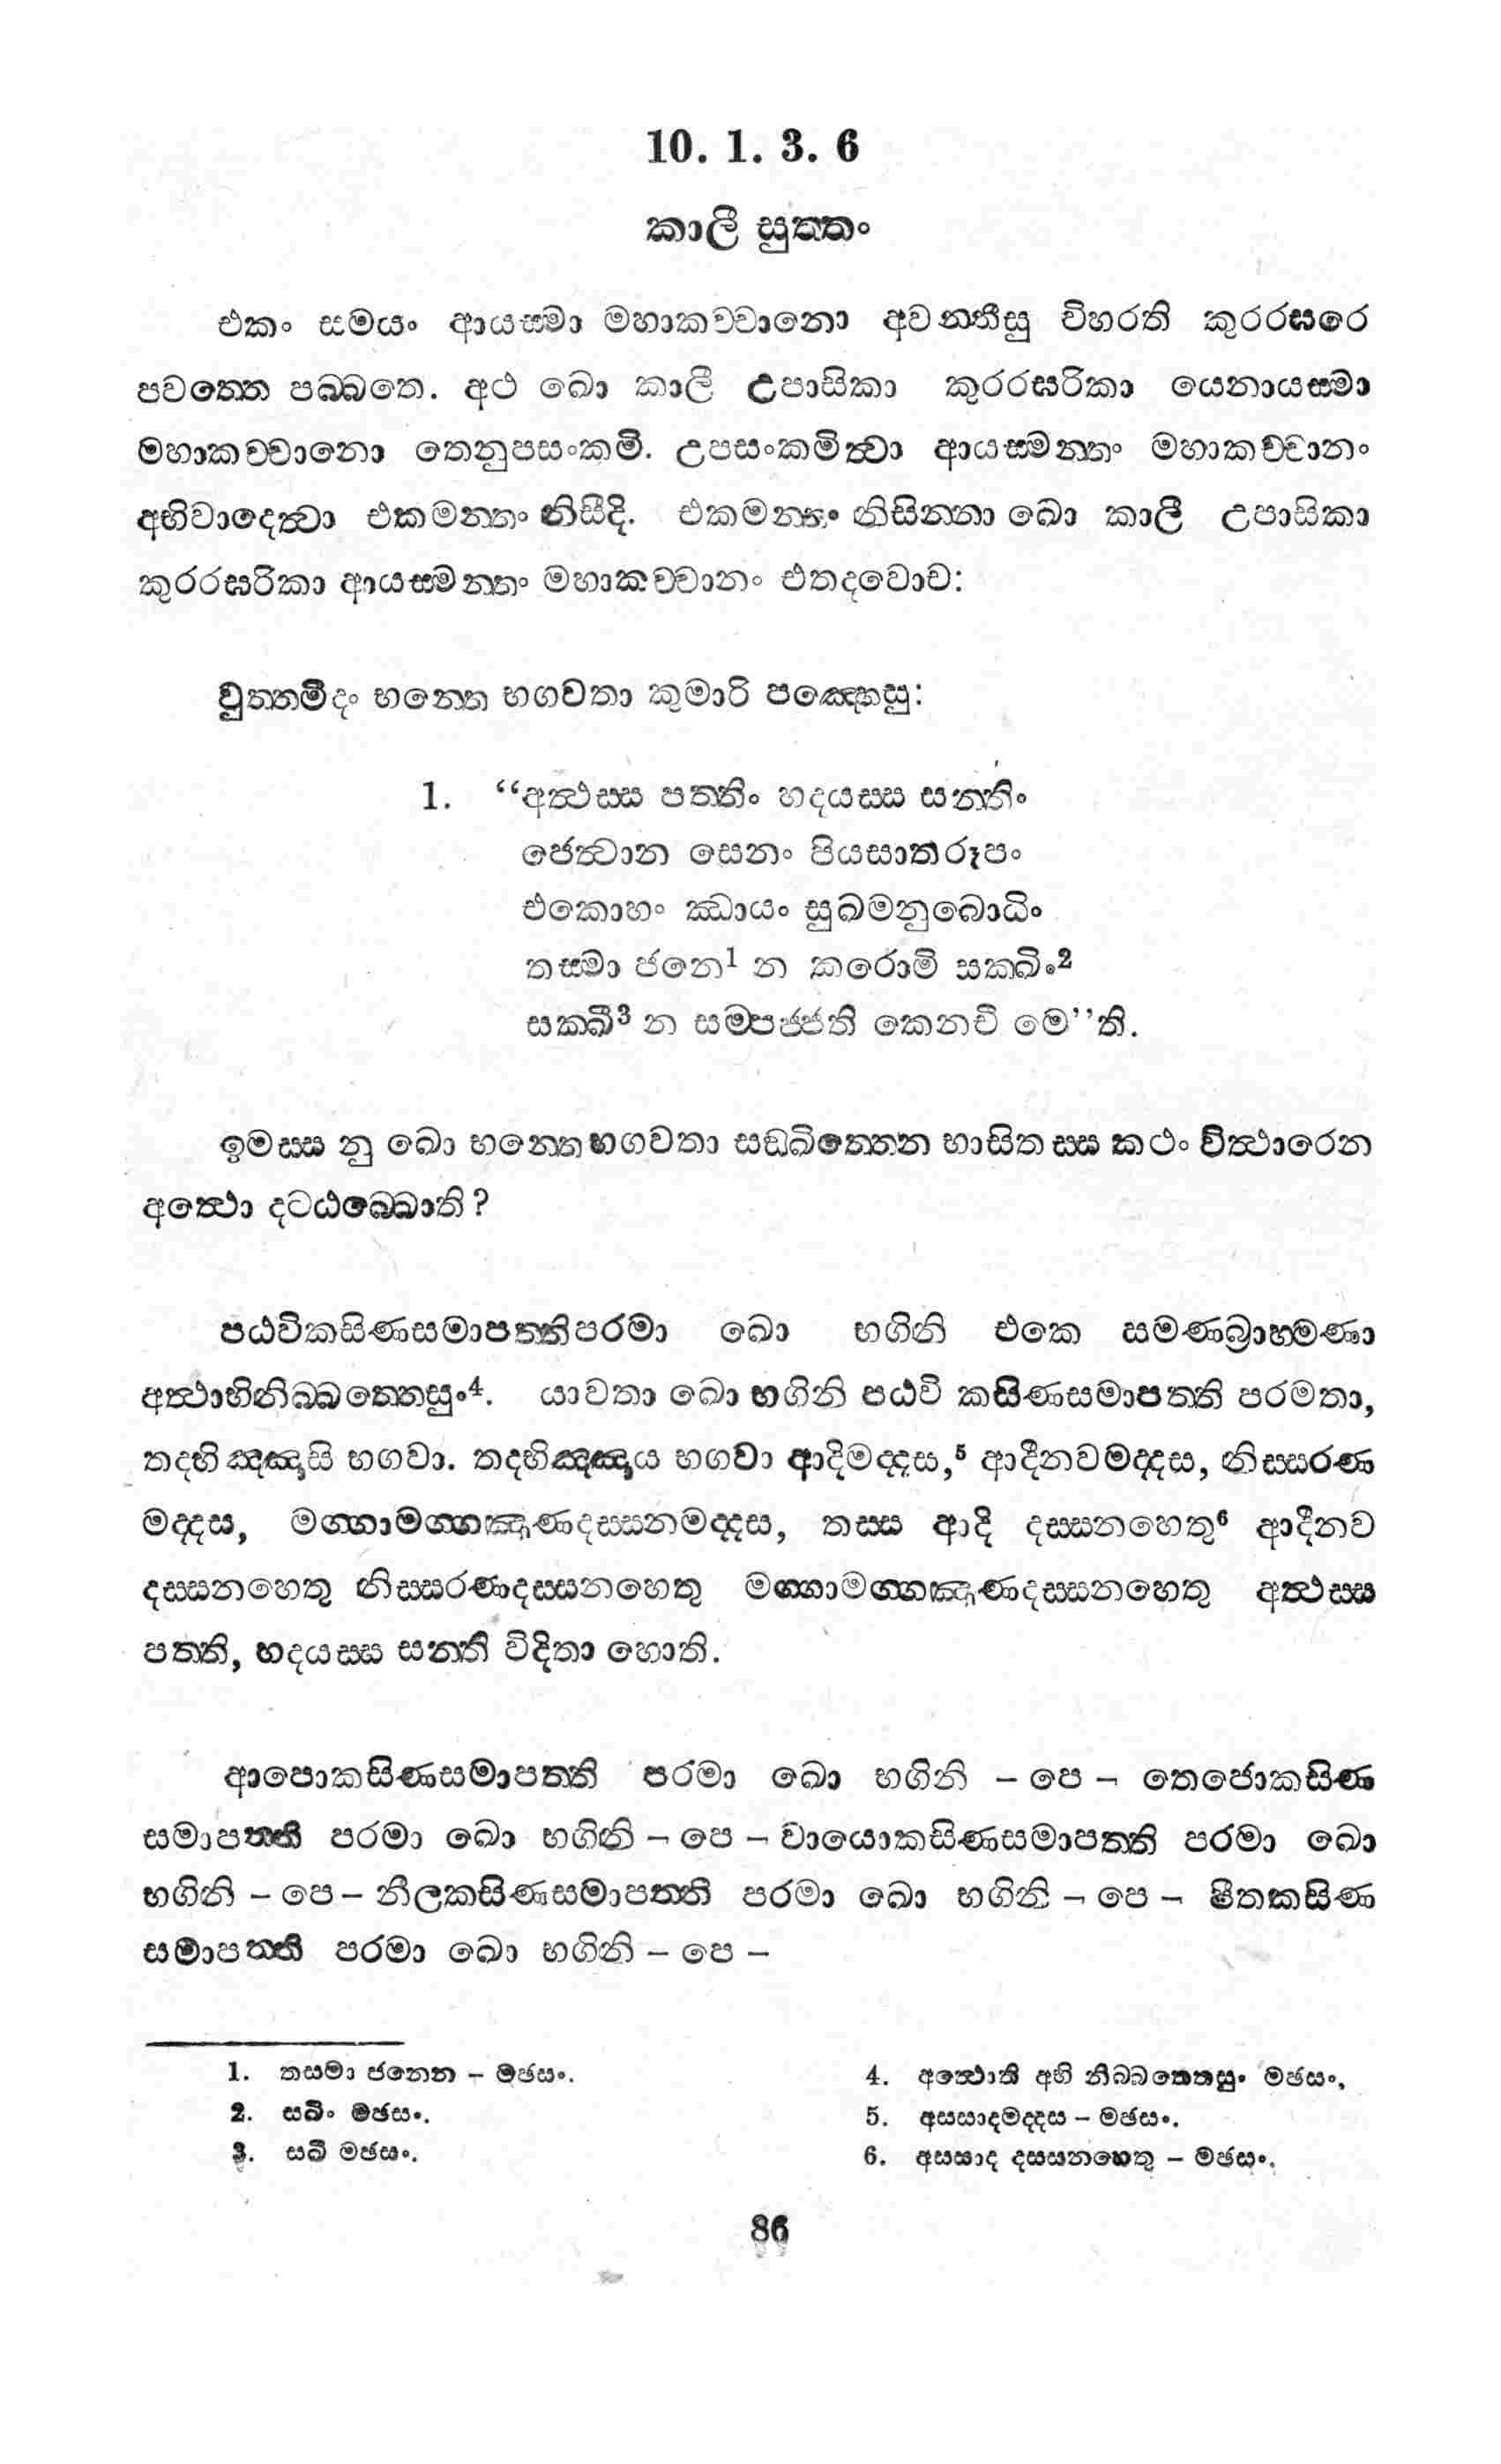 10. 1. 3. 6
කාලී සුත්තං
එකං සමයං ආයස්මා මහාකච්චානො අවන්තීසු විහරති කුරරඝරෙ
පවත්තෙ පබ්බතෙ. අථ ඛො කාලී උපාසිකා කුරරඝරිකා යෙනායස්මා
මහාකච්චානො තෙනුපසංකමි. උපසංකමිත්වා ආයස්මන්තං මහාකච්චානං
අභිවාදෙත්වා එකමන්තං නිසීදි. එකමන්තං නිසින්නා ඛො කාලී උපාසිකා
කුරරඝරිකා ආයස්මන්තං මහාකච්චානං එතදවොච:
වුත්තමිදං භන්තෙ භගවතා කුමාරි පඤ්හෙසු:
1. “අත්ථස්ස පත්තිං හදයස්ස සන්තිං
ජෙත්වාන සෙනං පියසාතරූපං
එකොහං ඣායං සුඛමනුබොධිං
තස්මා ජනෙ1 න කරොමි සක්ඛිං2
සක්ඛී3 න සම්පජ්ජති කෙනචි මෙ”ති.
ඉමස්ස නු ඛො භන්තෙ භගවතා සඞ්ඛිත්තෙන භාසිතස්ස කථං විත්ථාරෙන
අත්ථො දට්ඨබ්බොති?
පඨවිකසිණසමාපත්තිපරමා ඛො භගිනි එකෙ සමණබ්‍රාහ්මණා
අත්ථාභිනිබ්බත්තෙසුං4. යාවතා ඛො භගිනි පඨවි කසිණසමාපත්ති පරමතා,
තදභිඤ්ඤාසි භගවා. තදභිඤ්ඤාය භගවා ආදිමද්දස,5 ආදීනවමද්දස, නිස්සරණ
මද්දස, මග්ගාමග්ගඤාණදස්සනමද්දස, තස්ස ආදි දස්සනහෙතු6 ආදීනව
දස්සනහෙතු නිස්සරණදස්සනහෙතු මග්ගාමග්ගඤාණදස්සනහෙතු අත්ථස්ස
පත්ති, හදයස්ස සන්ති විදිතා හොති.
ආපොකසිණසමාපත්ති පරමා ඛො භගිනි – පෙ – තෙජොකසිණ
සමාපත්ති පරමා ඛො භගිනි – පෙ – වායොකසිණසමාපත්ති පරමා ඛො
භගිනි – පෙ – නීලකසිණසමාපත්ති පරමා ඛො භගිනි – පෙ – පීතකසිණ
සමාපත්ති පරමා ඛො භගිනි – පෙ –
1. තස්මා ජනෙන – මඡසං.
2. සඛිං මඡසං.
3. සඛී මඡසං.
4. අත්ථොති අභි නිබ්බත්තෙසුං මඡසං,
5. අස්සාදමද්දස – මඡසං.
6. අස්සාද දස්සනහෙතු – මඡසං.
86